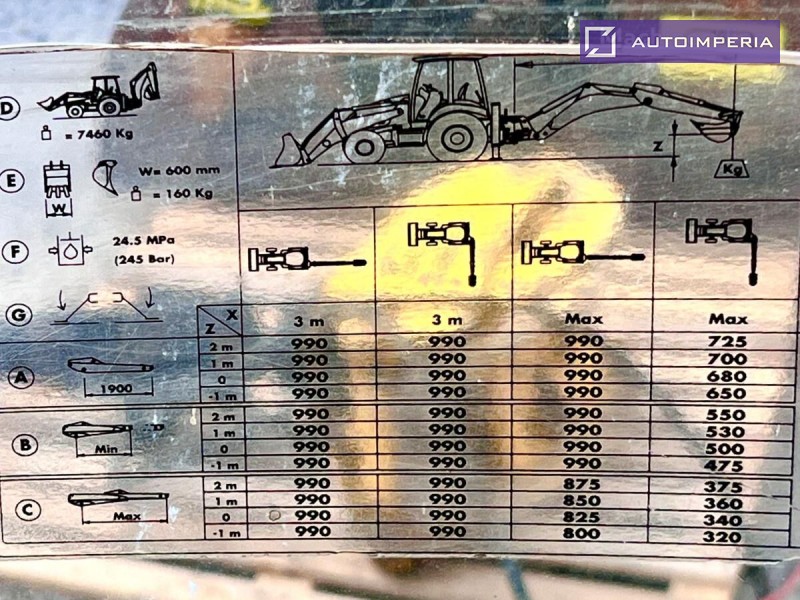 AUTOIMPERIA
D
= 7460 Kg
Z
Kg
E
W= 600 mm
= 160 Kg
W
F
24.5 MPa
(245 Bar)
G
X
Z
3 m
3 m
Max
Max
2 m 990 990 990 725
1 m 990 990 990 700
0 990 990 990 680
-1 m 990 990 990 650
A
1900
2 m 990 990 990 550
1 m 990 990 990 530
0 990 990 990 500
-1 m 990 990 990 475
B
Min
2 m 990 990 875 375
1 m 990 990 850 360
0 990 990 825 340
-1 m 990 990 800 320
C
Max